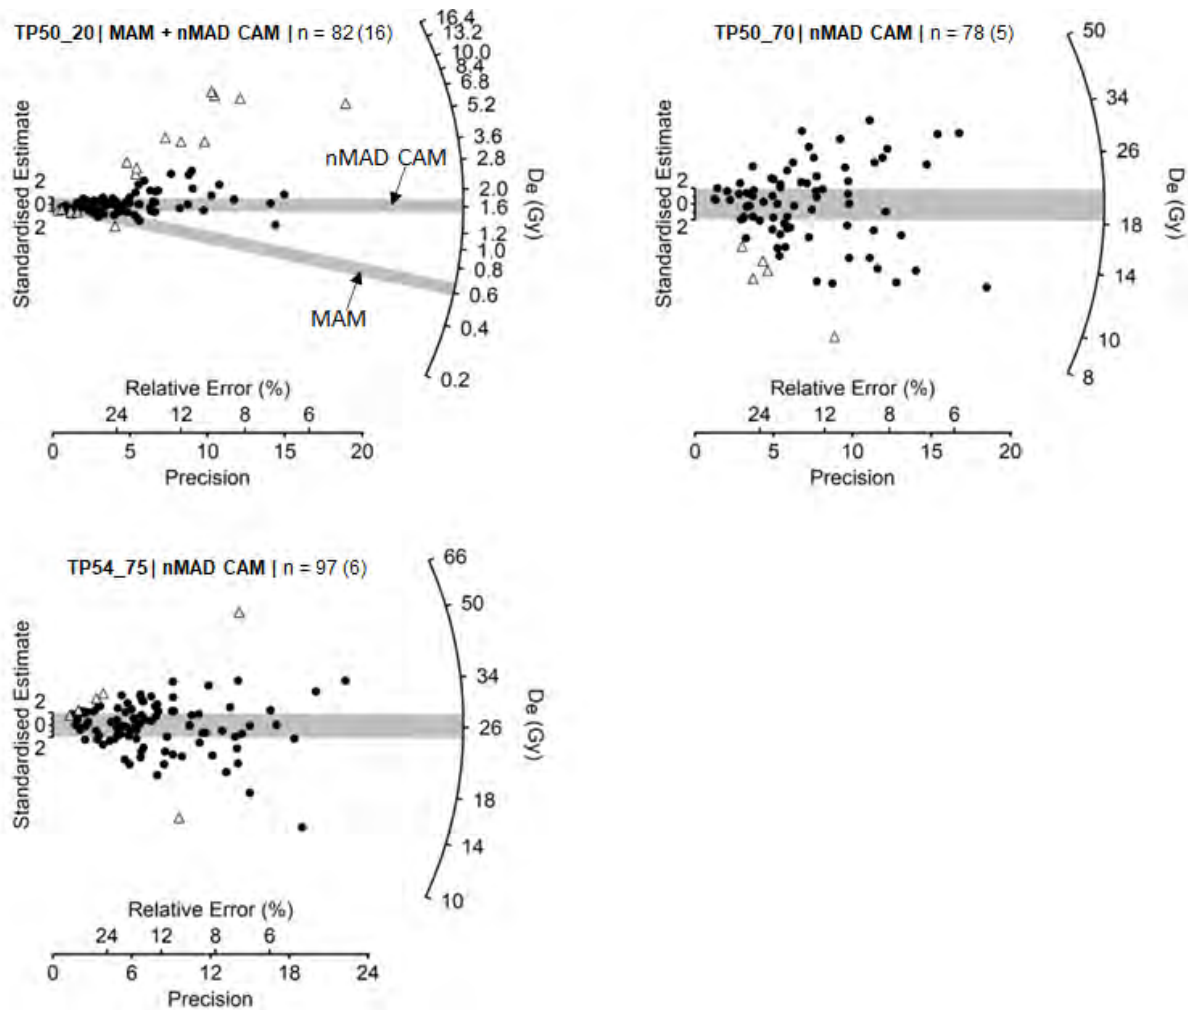 TP50_20 | MAM + nMAD CAM | n = 82 (16)
Standardised Estimate
2
0
2
16.4
13.2
10.0
8.4
6.8
5.2
3.6
2.8
2.0
1.6
1.2
1.0
0.8
0.6
0.4
0.2
De (Gy)
nMAD CAM
MAM
Relative Error (%)
24 12 8 6
0 5 10 15 20
Precision
TP50_70 | nMAD CAM | n = 78 (5)
Standardised Estimate
2
0
2
50
34
26
18
14
10
8
De (Gy)
Relative Error (%)
24 12 8 6
0 5 10 15 20
Precision
TP54_75 | nMAD CAM | n = 97 (6)
Standardised Estimate
2
0
2
66
50
34
26
18
14
10
De (Gy)
Relative Error (%)
24 12 8 6
0 6 12 18 24
Precision